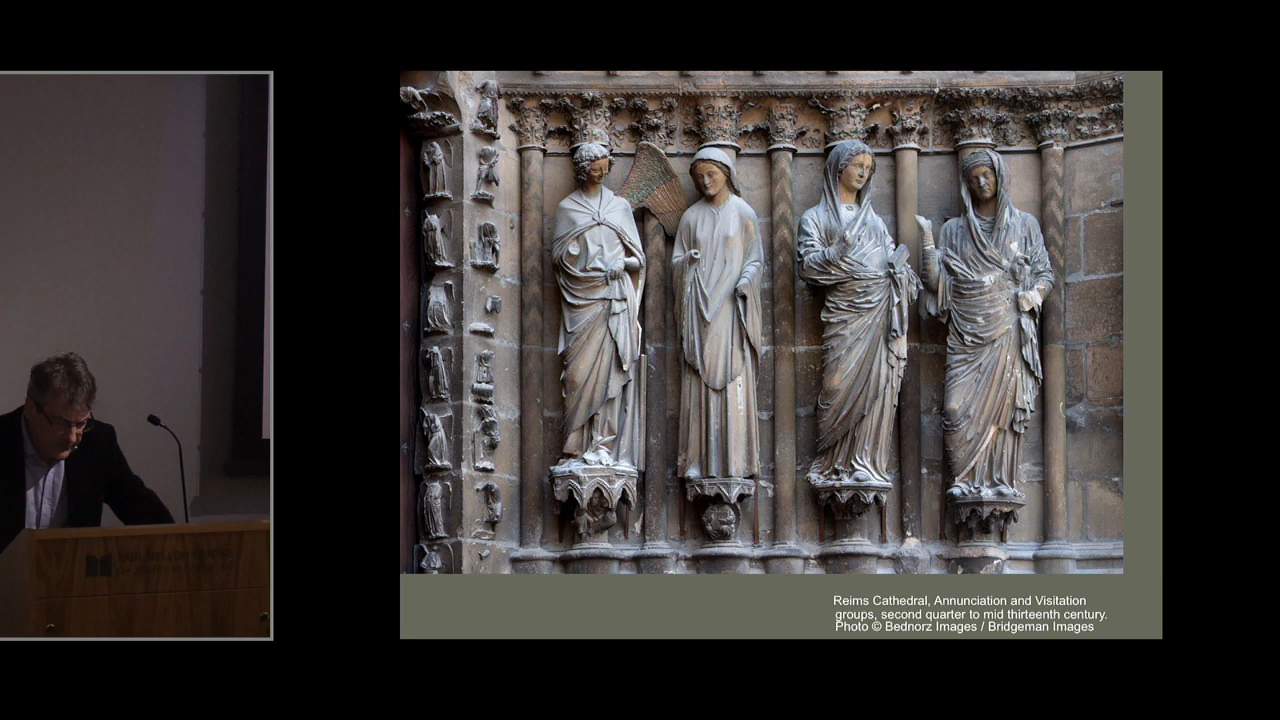 Reims Cathedral, Annunciation and Visitation
groups, second quarter to mid thirteenth century.
Photo © Bednorz Images / Bridgeman Images